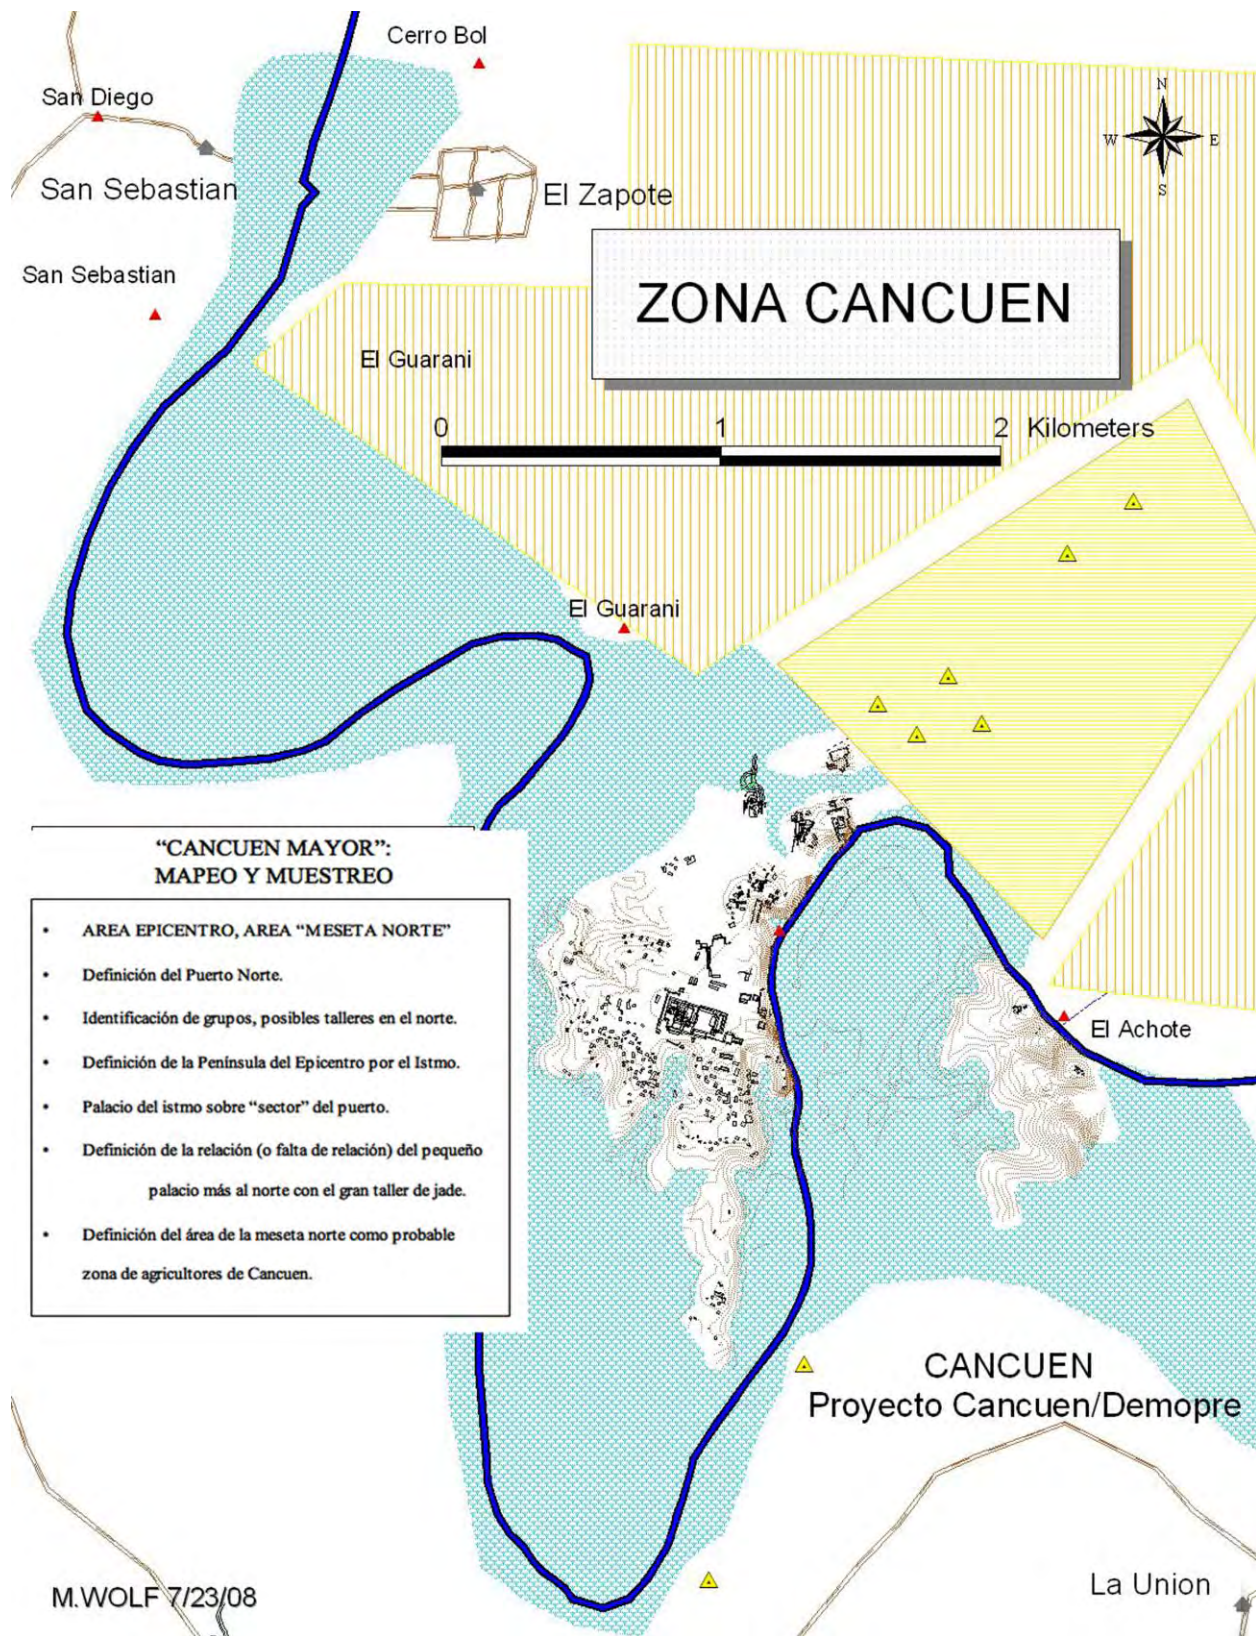 Cerro Bol
San Diego
N
W
E
S
San Sebastian
El Zapote
San Sebastian
ZONA CANCUEN
El Guarani
0 1 2 Kilometers
El Guarani
“CANCUEN MAYOR”:
MAPEO Y MUESTREO
• AREA EPICENTRO, AREA “MESETA NORTE”
• Definición del Puerto Norte.
• Identificación de grupos, posibles talleres en el norte.
• Definición de la Península del Epicentro por el Istmo.
• Palacio del istmo sobre “sector” del puerto.
• Definición de la relación (o falta de relación) del pequeño
palacio más al norte con el gran taller de jade.
• Definición del área de la meseta norte como probable
zona de agricultores de Cancuen.
El Achote
CANCUEN
Proyecto Cancuen/Demopre
La Union
M.WOLF 7/23/08